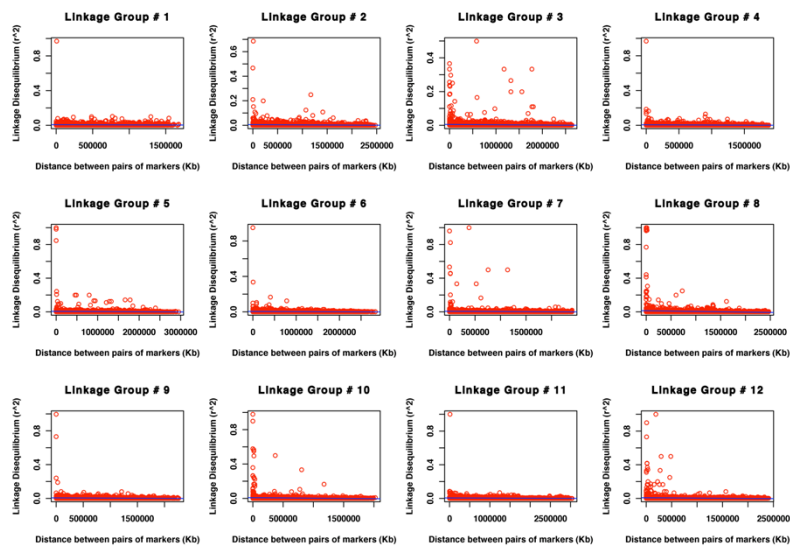 Linkage Group # 1
Linkage Disequilibrium (r^2)
0.0 0.4 0.8
0 500000 1500000
Distance between pairs of markers (Kb)
Linkage Group # 2
Linkage Disequilibrium (r^2)
0.0 0.2 0.4 0.6
0 500000 1500000 2500000
Distance between pairs of markers (Kb)
Linkage Group # 3
Linkage Disequilibrium (r^2)
0.0 0.2 0.4
0 1000000 2000000
Distance between pairs of markers (Kb)
Linkage Group # 4
Linkage Disequilibrium (r^2)
0.0 0.4 0.8
0 500000 1500000
Distance between pairs of markers (Kb)
Linkage Group # 5
Linkage Disequilibrium (r^2)
0.0 0.4 0.8
0 1000000 2000000 3000000
Distance between pairs of markers (Kb)
Linkage Group # 6
Linkage Disequilibrium (r^2)
0.0 0.4 0.8
0 1000000 2000000
Distance between pairs of markers (Kb)
Linkage Group # 7
Linkage Disequilibrium (r^2)
0.0 0.4 0.8
0 500000 1500000
Distance between pairs of markers (Kb)
Linkage Group # 8
Linkage Disequilibrium (r^2)
0.0 0.4 0.8
0 500000 1500000 2500000
Distance between pairs of markers (Kb)
Linkage Group # 9
Linkage Disequilibrium (r^2)
0.0 0.4 0.8
0 500000 1500000
Distance between pairs of markers (Kb)
Linkage Group # 10
Linkage Disequilibrium (r^2)
0.0 0.4 0.8
0 500000 1500000
Distance between pairs of markers (Kb)
Linkage Group # 11
Linkage Disequilibrium (r^2)
0.0 0.4 0.8
0 1000000 2000000 3000000
Distance between pairs of markers (Kb)
Linkage Group # 12
Linkage Disequilibrium (r^2)
0.0 0.4 0.8
0 500000 1500000 2500000
Distance between pairs of markers (Kb)